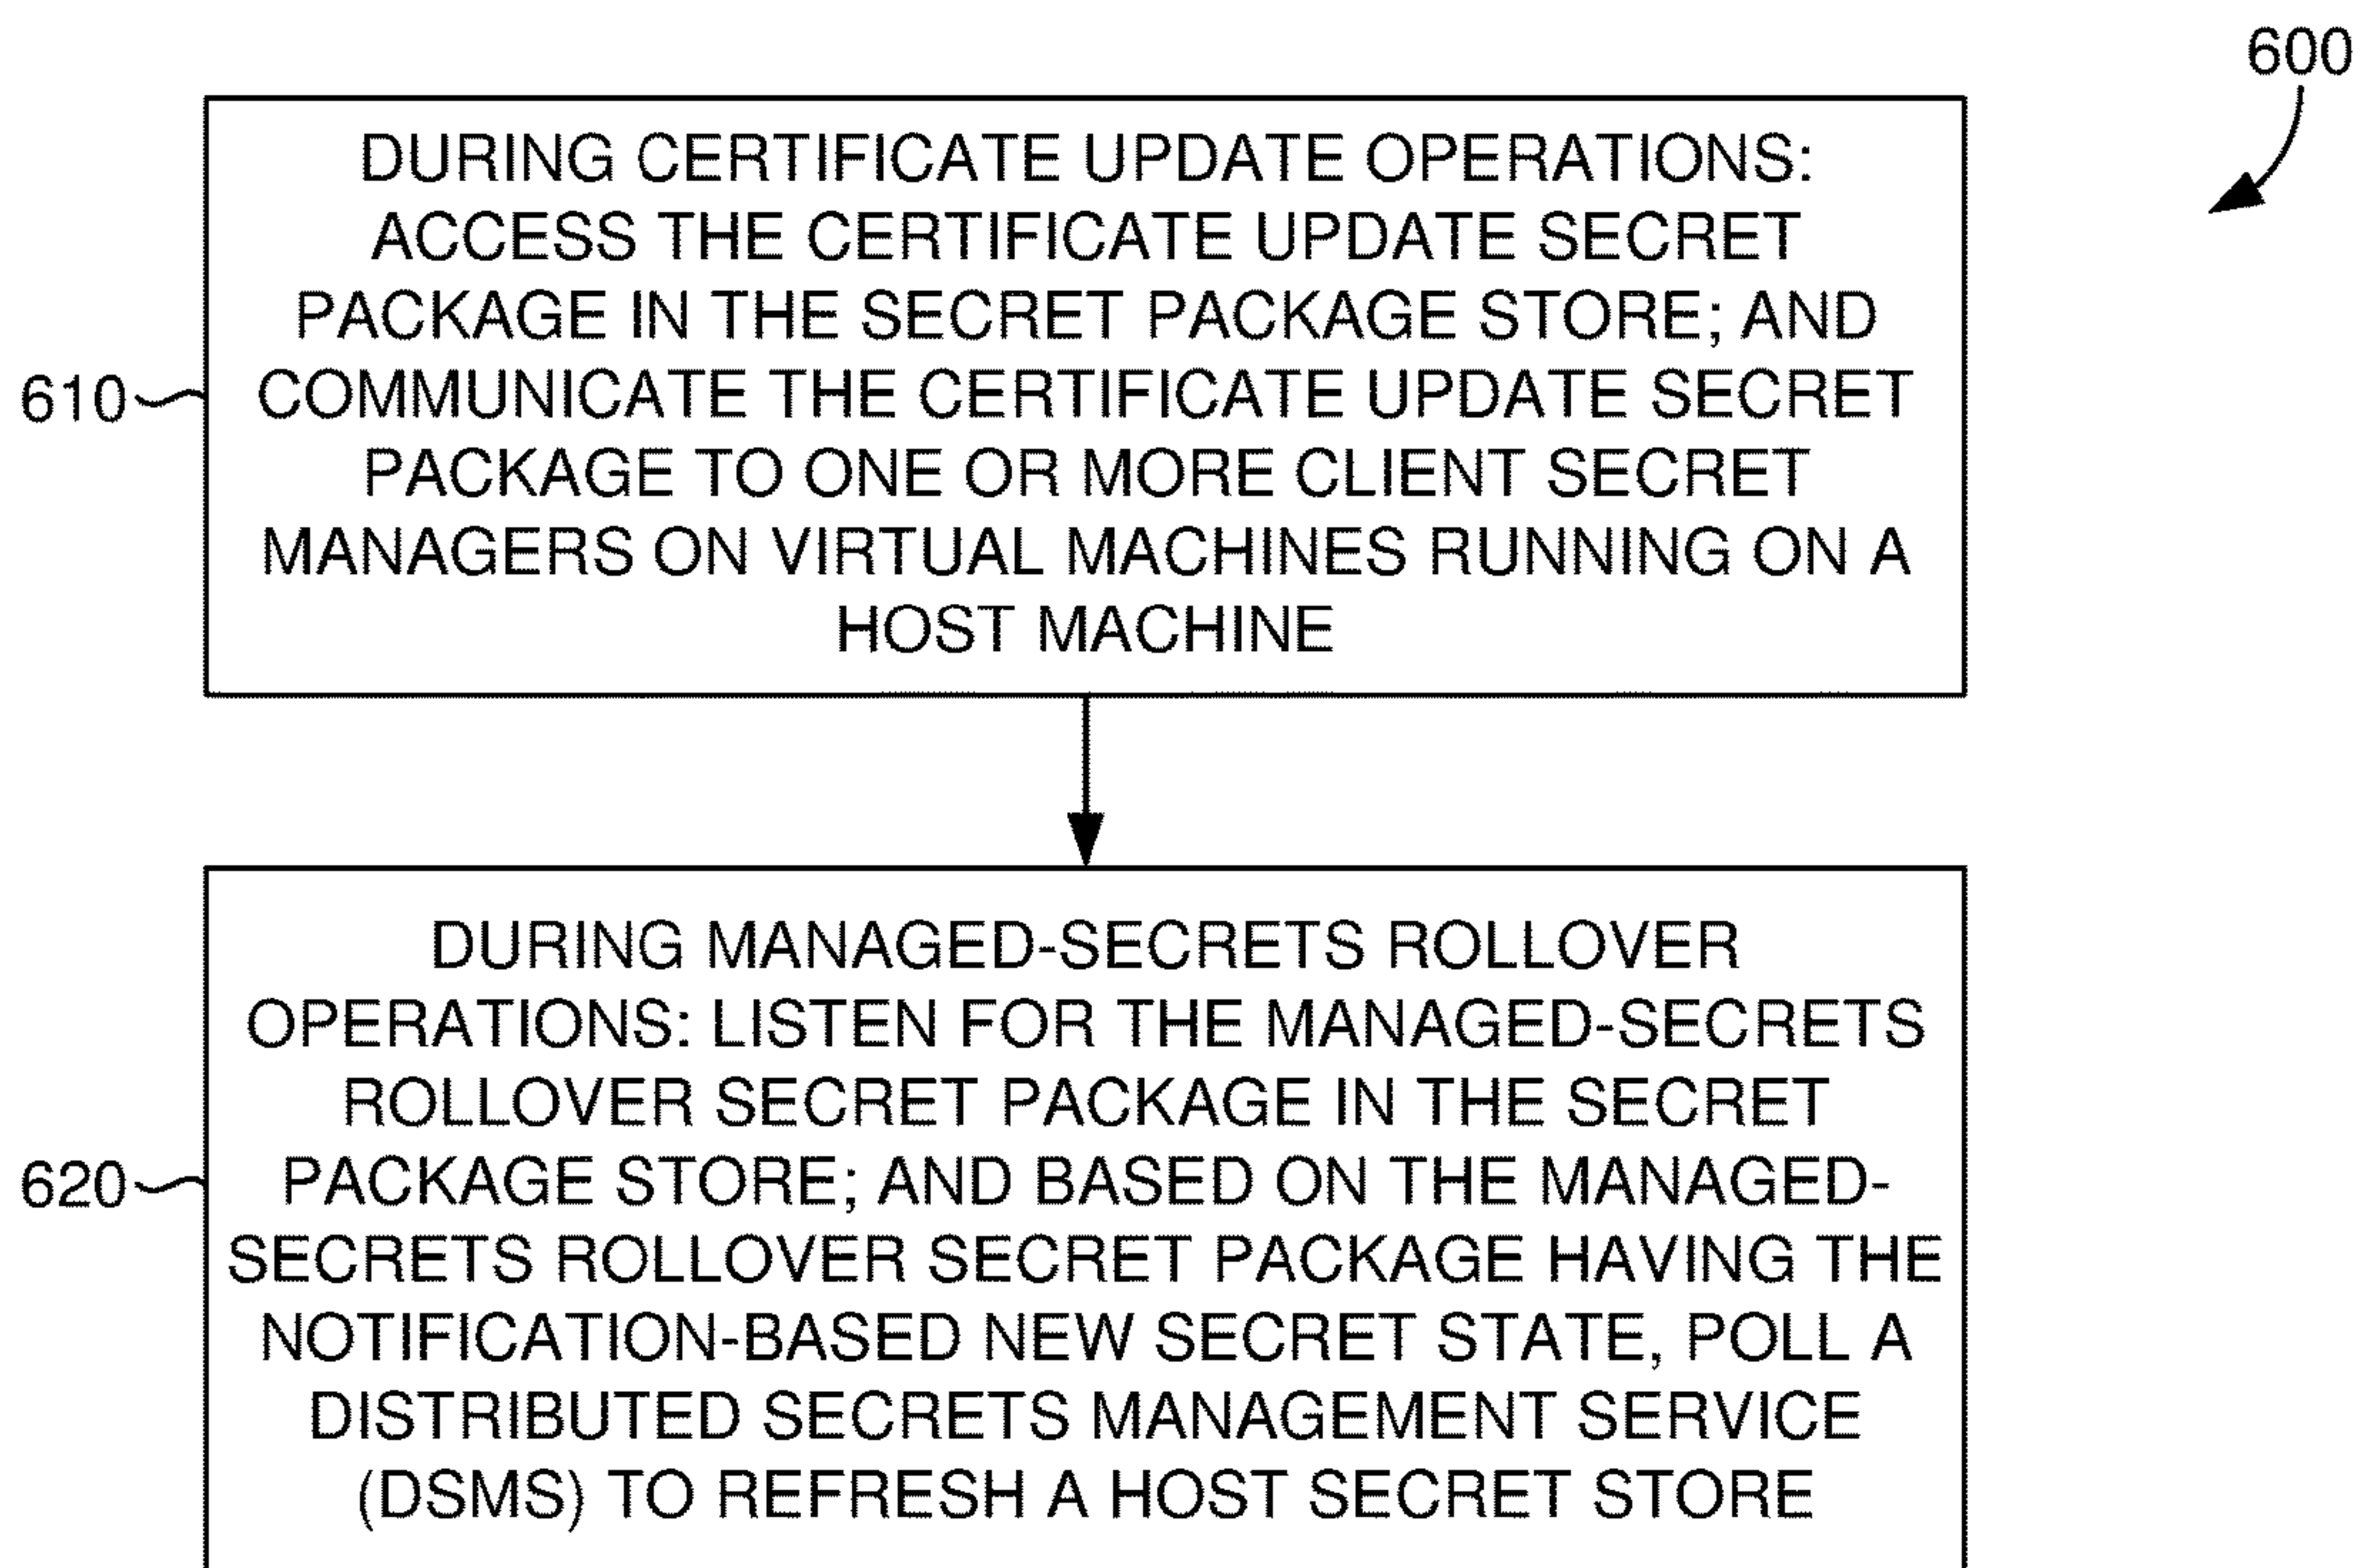 600
DURING CERTIFICATE UPDATE OPERATIONS:
ACCESS THE CERTIFICATE UPDATE SECRET
PACKAGE IN THE SECRET PACKAGE STORE; AND
610
COMMUNICATE THE CERTIFICATE UPDATE SECRET
PACKAGE TO ONE OR MORE CLIENT SECRET
MANAGERS ON VIRTUAL MACHINES RUNNING ON A
HOST MACHINE
DURING MANAGED-SECRETS ROLLOVER
OPERATIONS: LISTEN FOR THE MANAGED-SECRETS
ROLLOVER SECRET PACKAGE IN THE SECRET
620
PACKAGE STORE; AND BASED ON THE MANAGED-
SECRETS ROLLOVER SECRET PACKAGE HAVING THE
NOTIFICATION-BASED NEW SECRET STATE, POLL A
DISTRIBUTED SECRETS MANAGEMENT SERVICE
(DSMS) TO REFRESH A HOST SECRET STORE